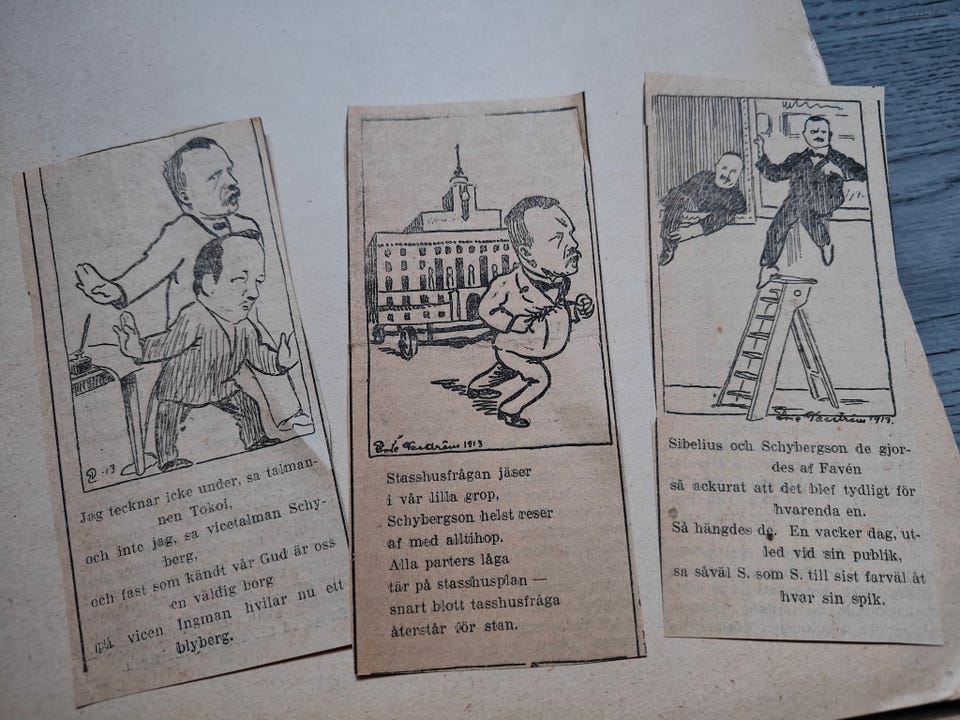 -13
Jag tecknar icke under, sa talman-
nen Tokoi,
och inte jag, sa vicetalman Schy-
berg,
och fast som kändt vår Gud är oss
en väldig borg
på vicen Ingman hvilar nu ett
blyberg.
1913
Stasshusfrågan jäser
i vår lilla grop,
Schybergson helst reser
af med alltihop.
Alla parters låga
tär på stasshusplan —
snart blott tasshusfråga
återstår för stan.
1913.
Sibelius och Schybergson de gjor-
des af Favén
så ackurat att det blef tydligt för
hvarenda en.
Så hängdes de. En vacker dag, ut-
led vid sin publik,
sa såväl S. som S. till sist farväl åt
hvar sin spik.